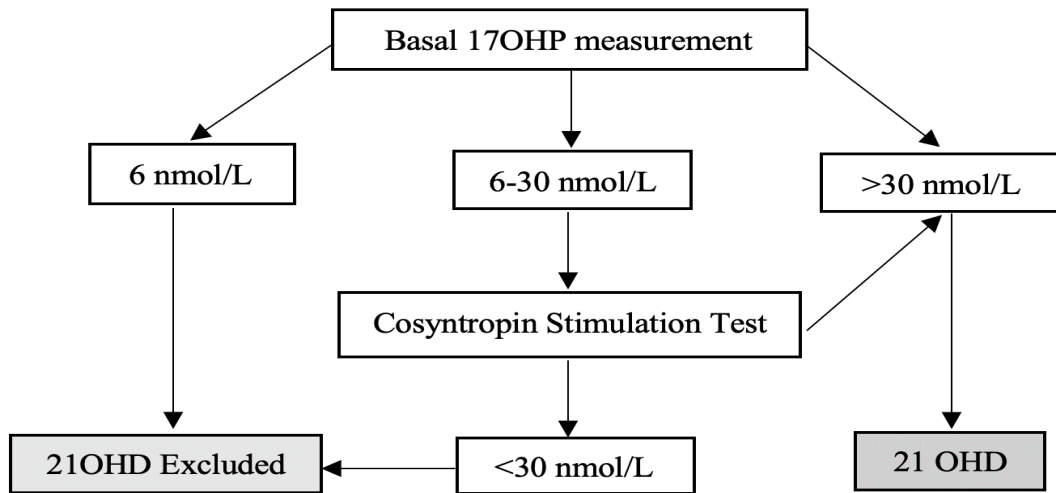 Basal 17OHP measurement
6 nmol/L
6-30 nmol/L
>30 nmol/L
Cosyntropin Stimulation Test
21OHD Excluded
<30 nmol/L
21 OHD